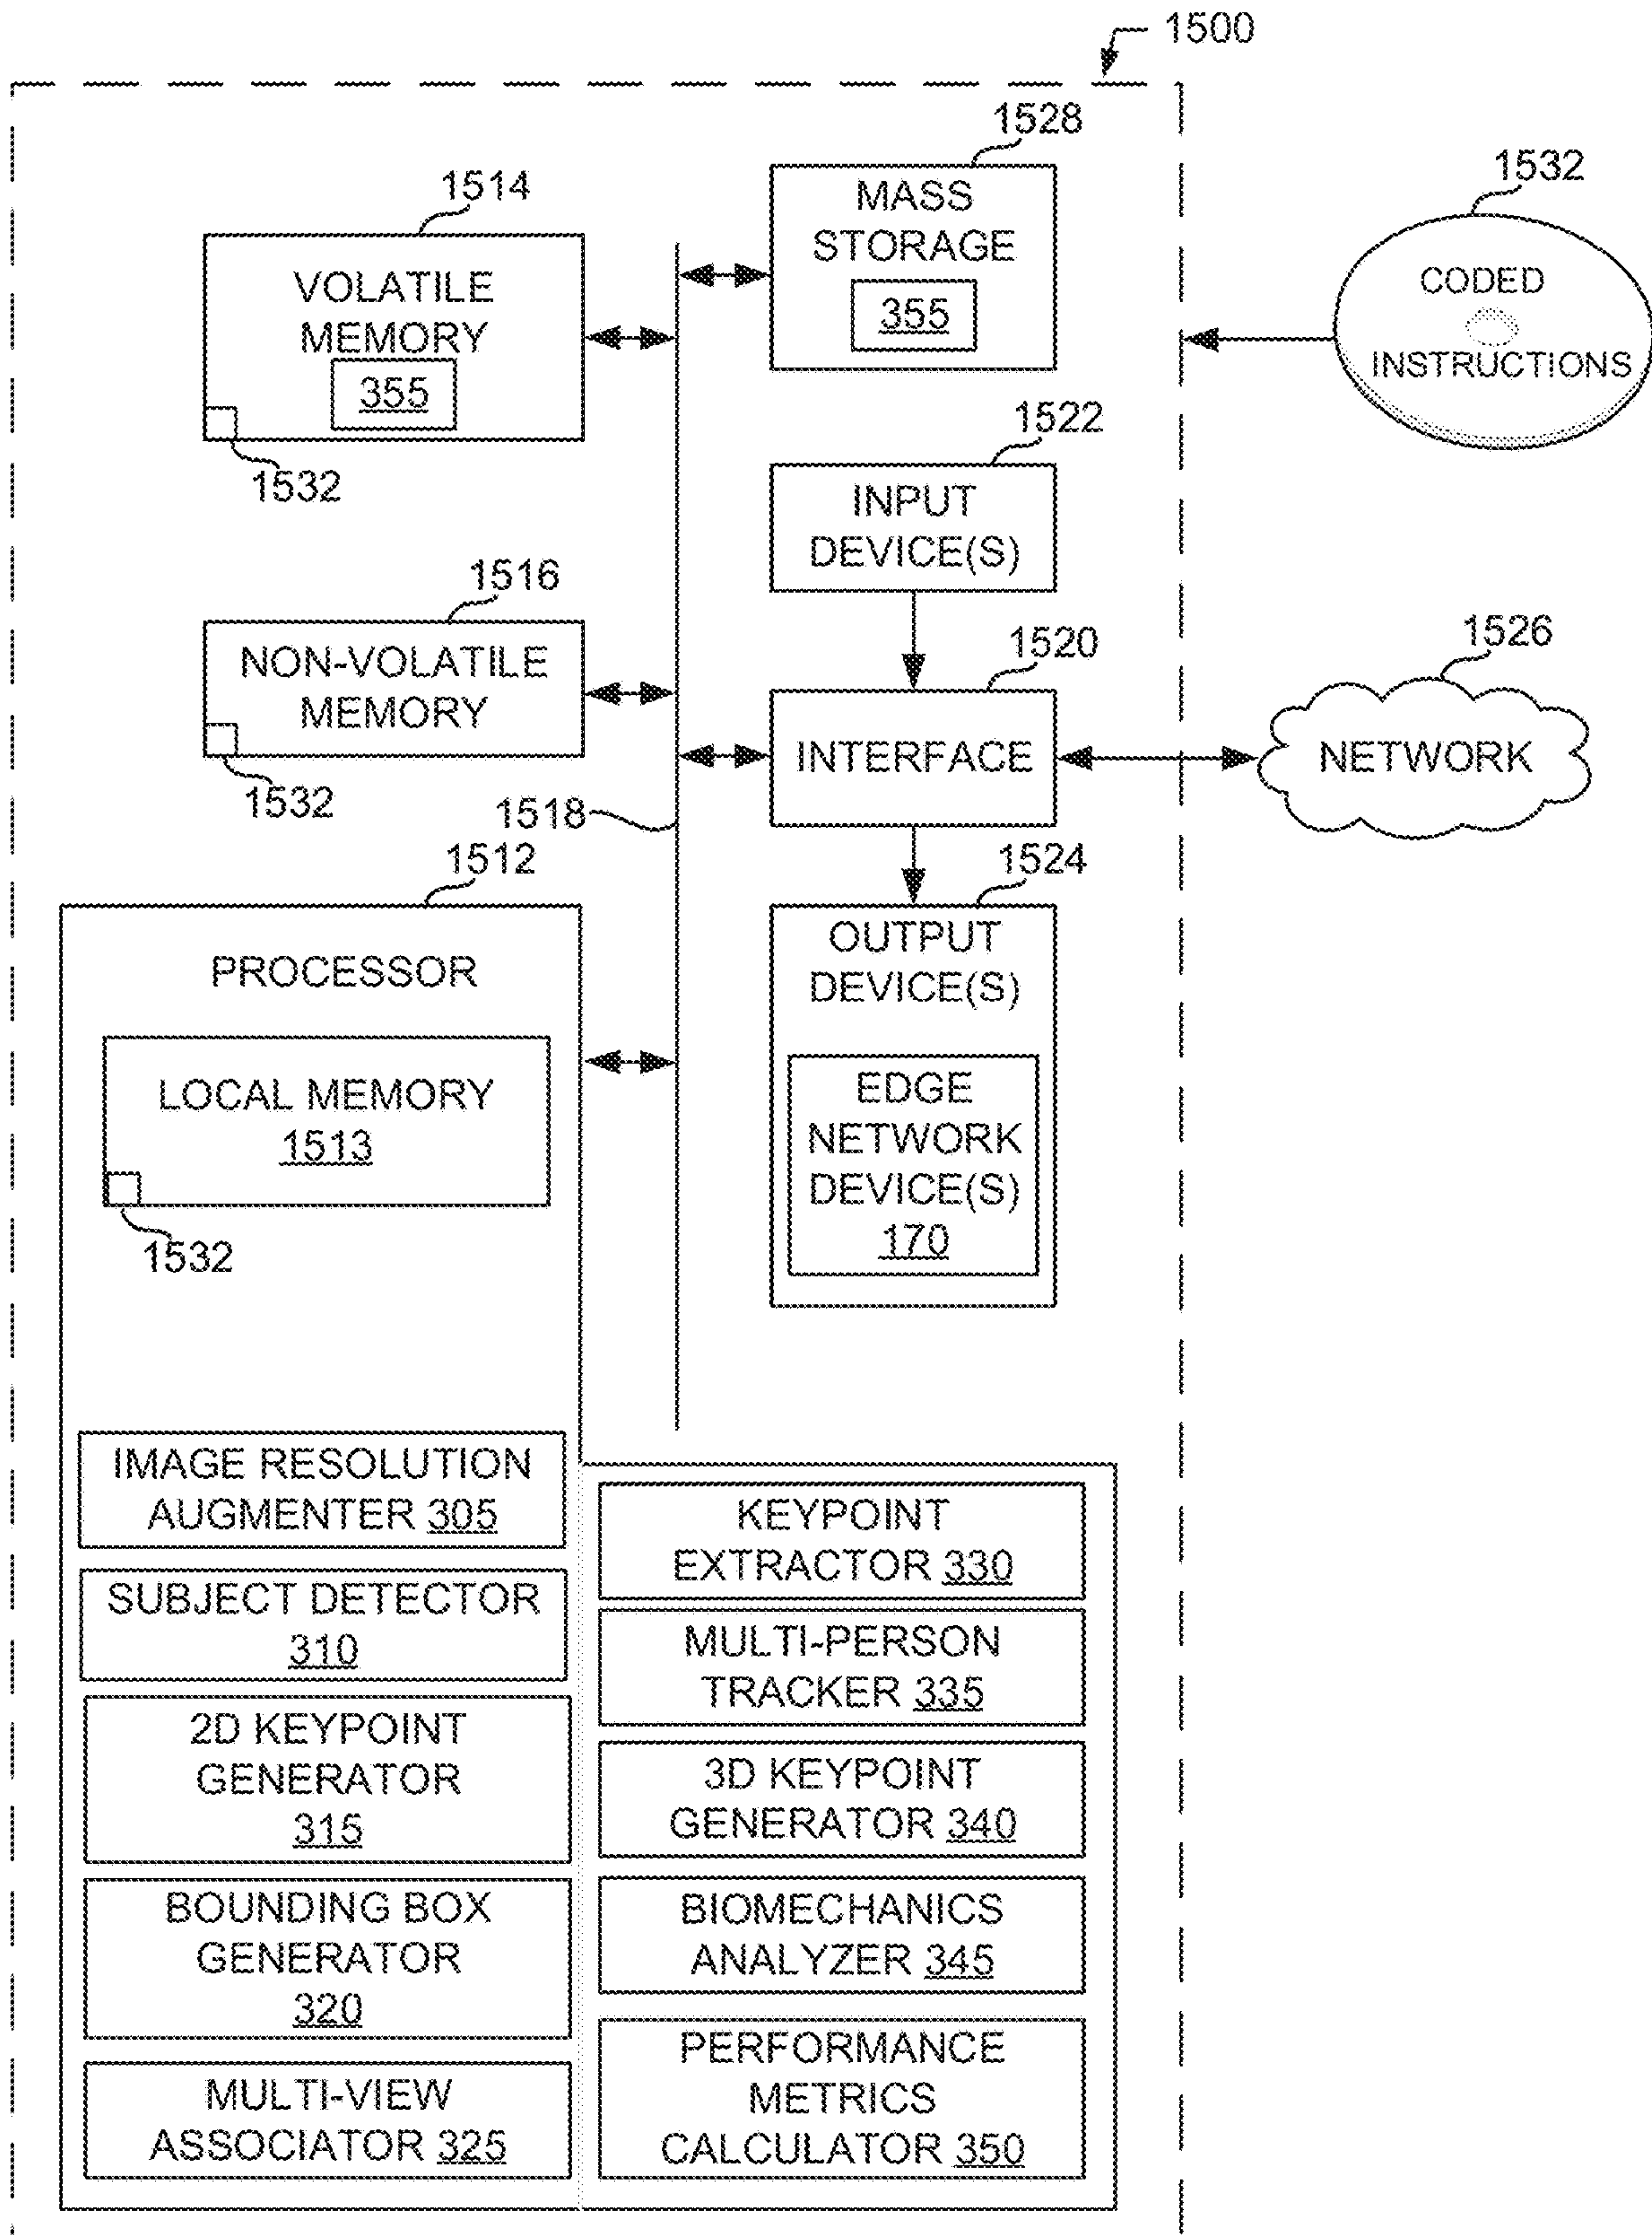 1500
1528
MASS
STORAGE
355
1514
VOLATILE
MEMORY
355
1532
1532
CODED
INSTRUCTIONS
1522
INPUT
DEVICE(S)
1516
NON-VOLATILE
MEMORY
1532
1520
INTERFACE
1526
NETWORK
1518
1512
PROCESSOR
LOCAL MEMORY
1513
1532
1524
OUTPUT
DEVICE(S)
EDGE
NETWORK
DEVICE(S)
170
IMAGE RESOLUTION
AUGMENTER 305
SUBJECT DETECTOR
310
2D KEYPOINT
GENERATOR
315
BOUNDING BOX
GENERATOR
320
MULTI-VIEW
ASSOCIATOR 325
KEYPOINT
EXTRACTOR 330
MULTI-PERSON
TRACKER 335
3D KEYPOINT
GENERATOR 340
BIOMECHANICS
ANALYZER 345
PERFORMANCE
METRICS
CALCULATOR 350